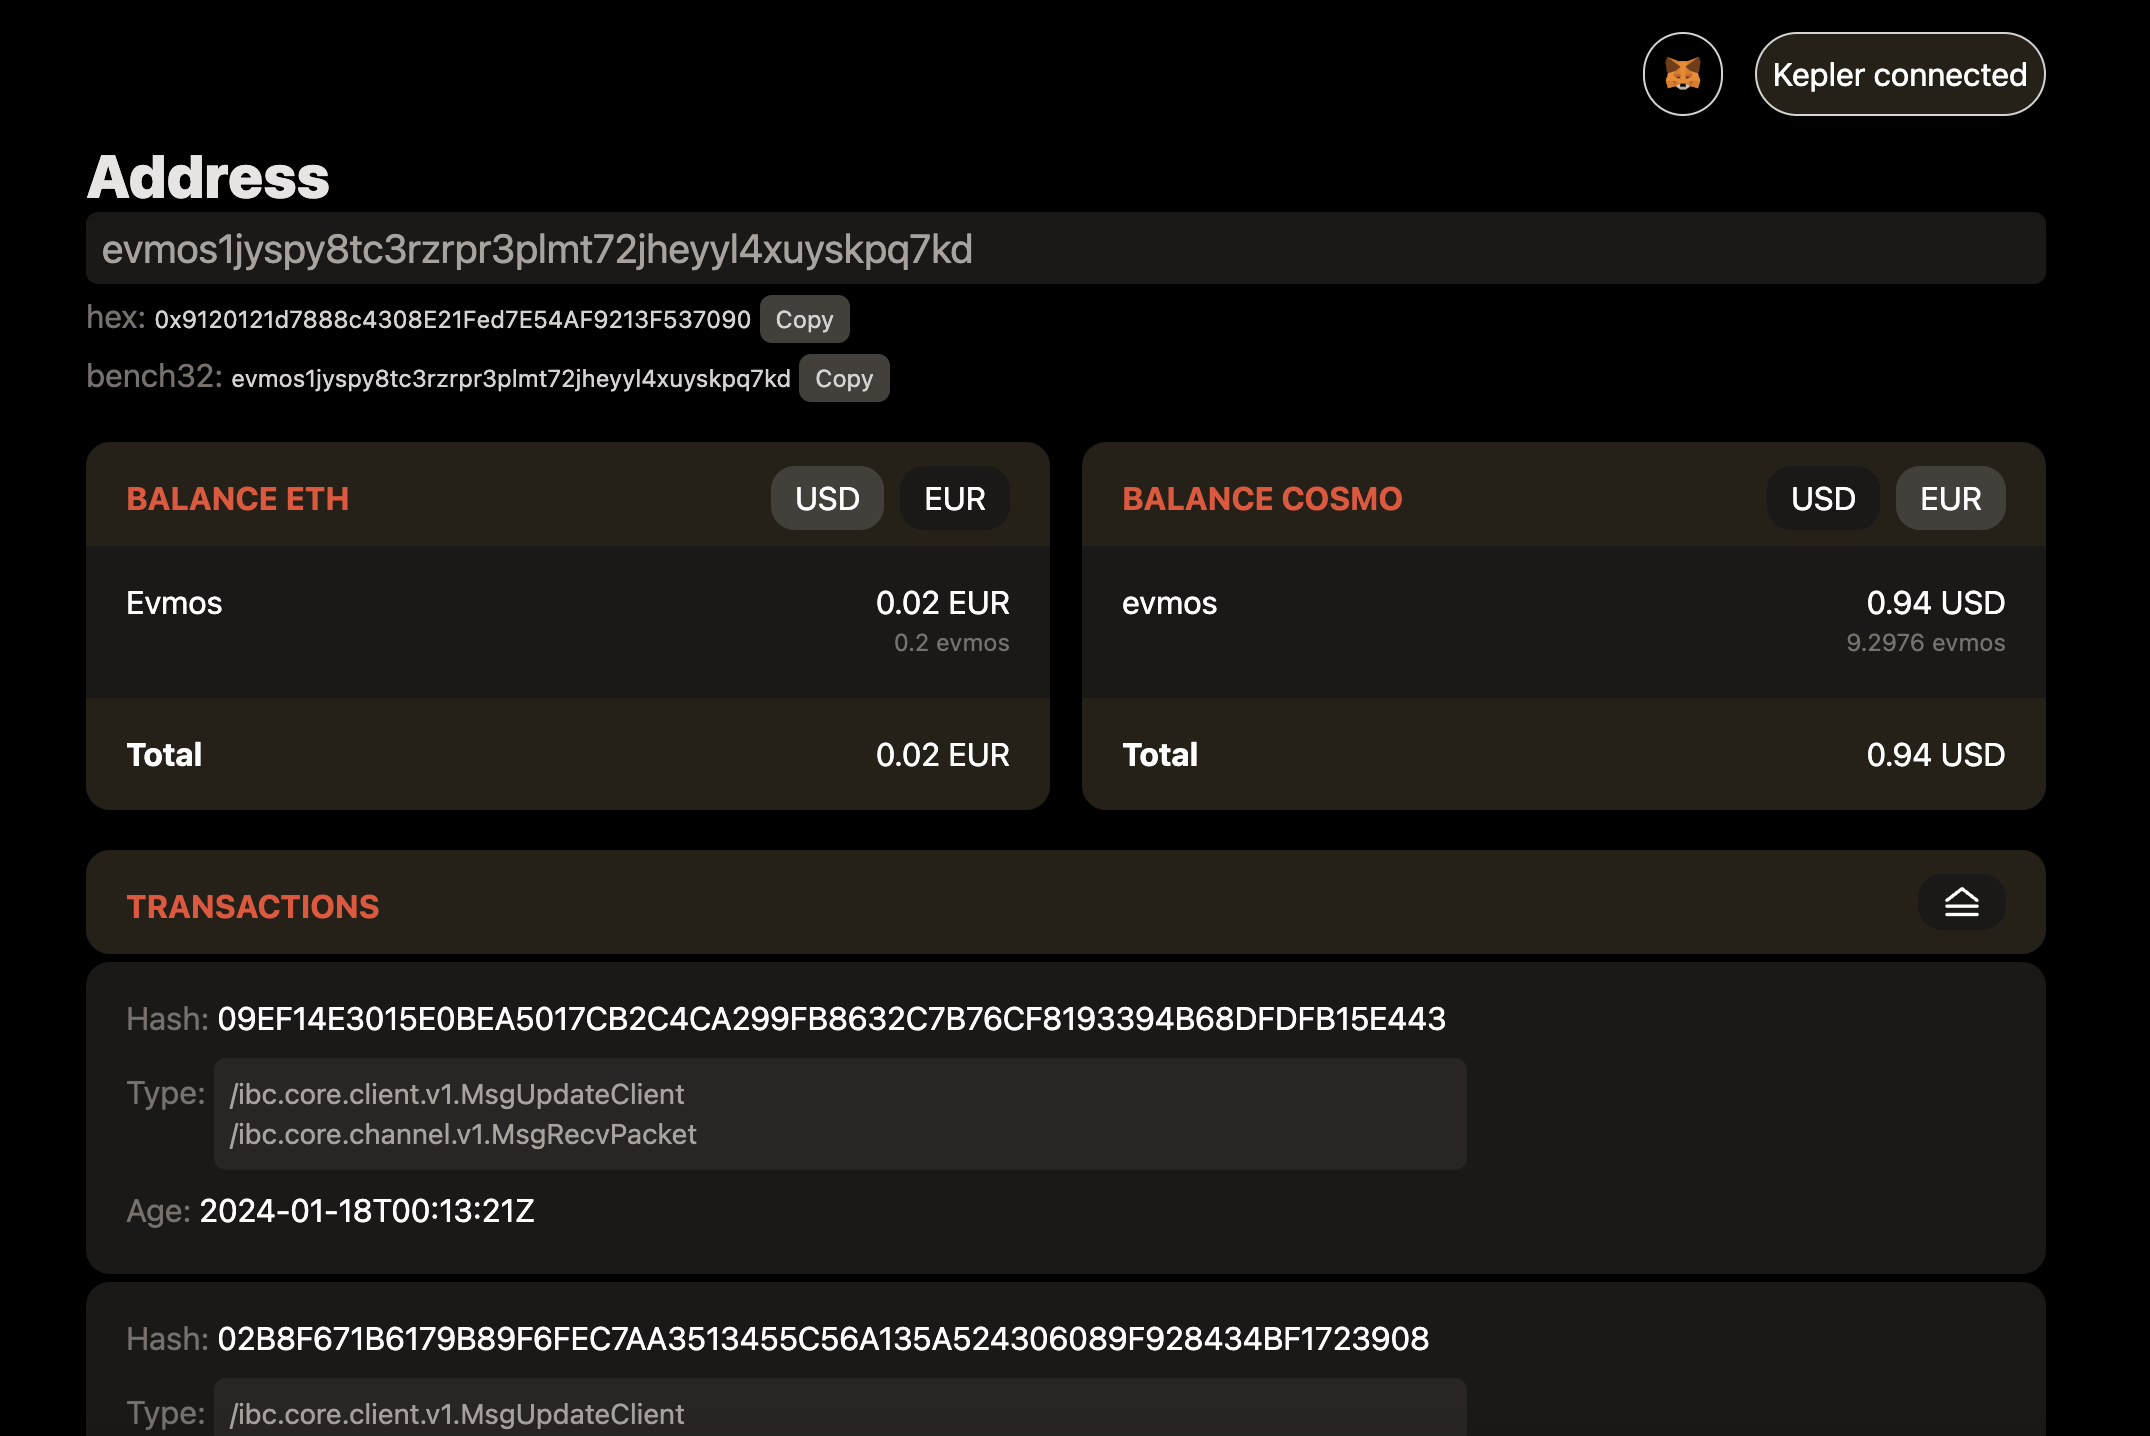 Kepler connected
Address
evmos1jyspy8tc3rzrpr3plmt72jheyyl4xuyskpq7kd
hex: 0x9120121d7888c4308E21Fed7E54AF9213F537090 Copy
bench32: evmos1jyspy8tc3rzrpr3plmt72jheyyl4xuyskpq7kd Copy
BALANCE ETH USD EUR
Evmos 0.02 EUR
0.2 evmos
Total 0.02 EUR
BALANCE COSMO USD EUR
evmos 0.94 USD
9.2976 evmos
Total 0.94 USD
TRANSACTIONS
Hash: 09EF14E3015E0BEA5017CB2C4CA299FB8632C7B76CF8193394B68DFDFB15E443
Type: /ibc.core.client.v1.MsgUpdateClient
/ibc.core.channel.v1.MsgRecvPacket
Age: 2024-01-18T00:13:21Z
Hash: 02B8F671B6179B89F6FEC7AA3513455C56A135A524306089F928434BF1723908
Type: /ibc.core.client.v1.MsgUpdateClient